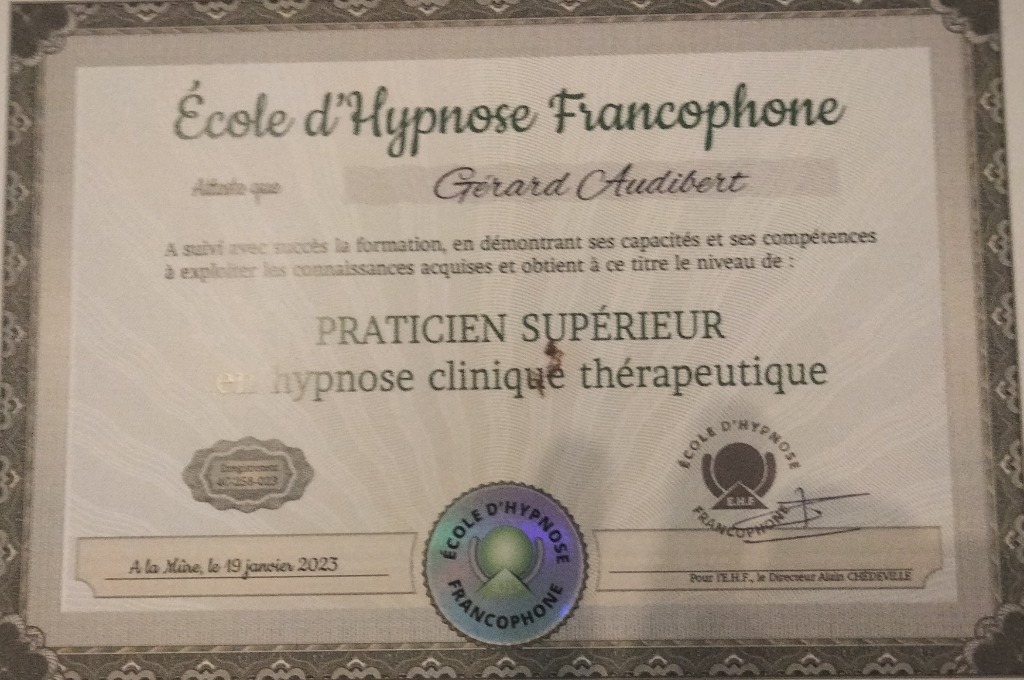 École d'Hypnose Francophone
Atteste que
Gérard Audibert
A suivi avec succès la formation, en démontrant ses capacités et ses compétences
à exploiter les connaissances acquises et obtient à ce titre le niveau de :
PRATICIEN SUPÉRIEUR
en hypnose clinique thérapeutique
ÉCOLE D'HYPNOSE
E.H.F
FRANCOPHONE
ÉCOLE D'HYPNOSE
FRANCOPHONE
A la Mûre, le 19 janvier 2023
Pour l'E.H.F., le Directeur Alain CHEDEVILLE